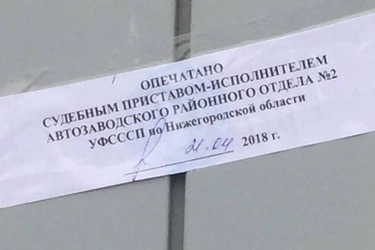 ОПЕЧАТАНО
СУДЕБНЫМ ПРИСТАВОМ-ИСПОЛНИТЕЛЕМ
АВТОЗАВОДСКОГО РАЙОННОГО ОТДЕЛА №2
УФСССП по Нижегородской области
21.04 2018 г.